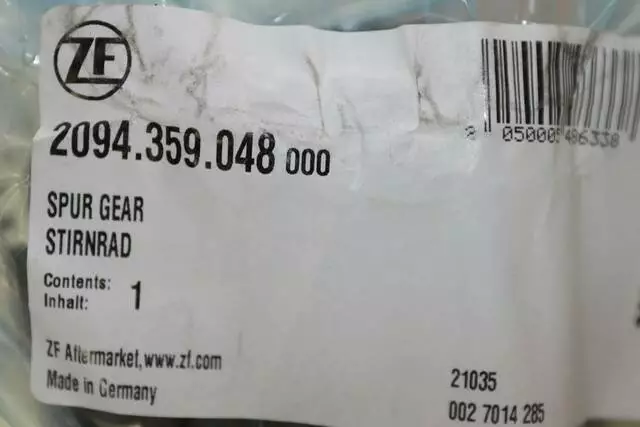 ZF
2094.359.048 000
SPUR GEAR
STIRNRAD
Contents:
Inhalt: 1
ZF Aftermarket, www.zf.com
Made in Germany
21035
002 7014 285